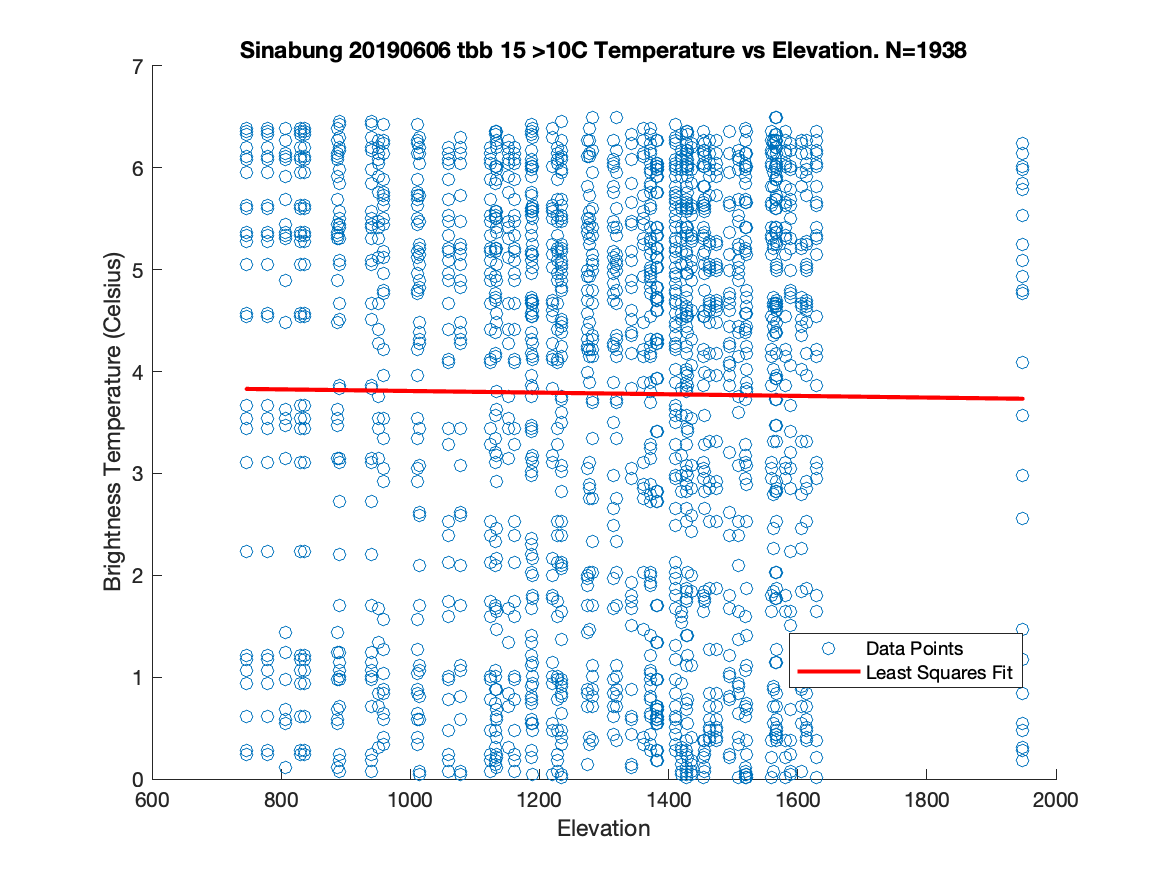 Sinabung 20190606 tbb 15 >10C Temperature vs Elevation. N=1938
7
6
5
4
3
2
1
0
Brightness Temperature (Celsius)
Data Points
Least Squares Fit
600 800 1000 1200 1400 1600 1800 2000
Elevation